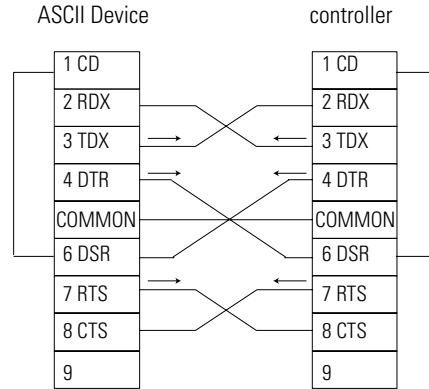 ASCII Device controller
1 CD 1 CD
2 RDX 2 RDX
3 TDX 3 TDX
4 DTR 4 DTR
COMMON COMMON
6 DSR 6 DSR
7 RTS 7 RTS
8 CTS 8 CTS
9 9